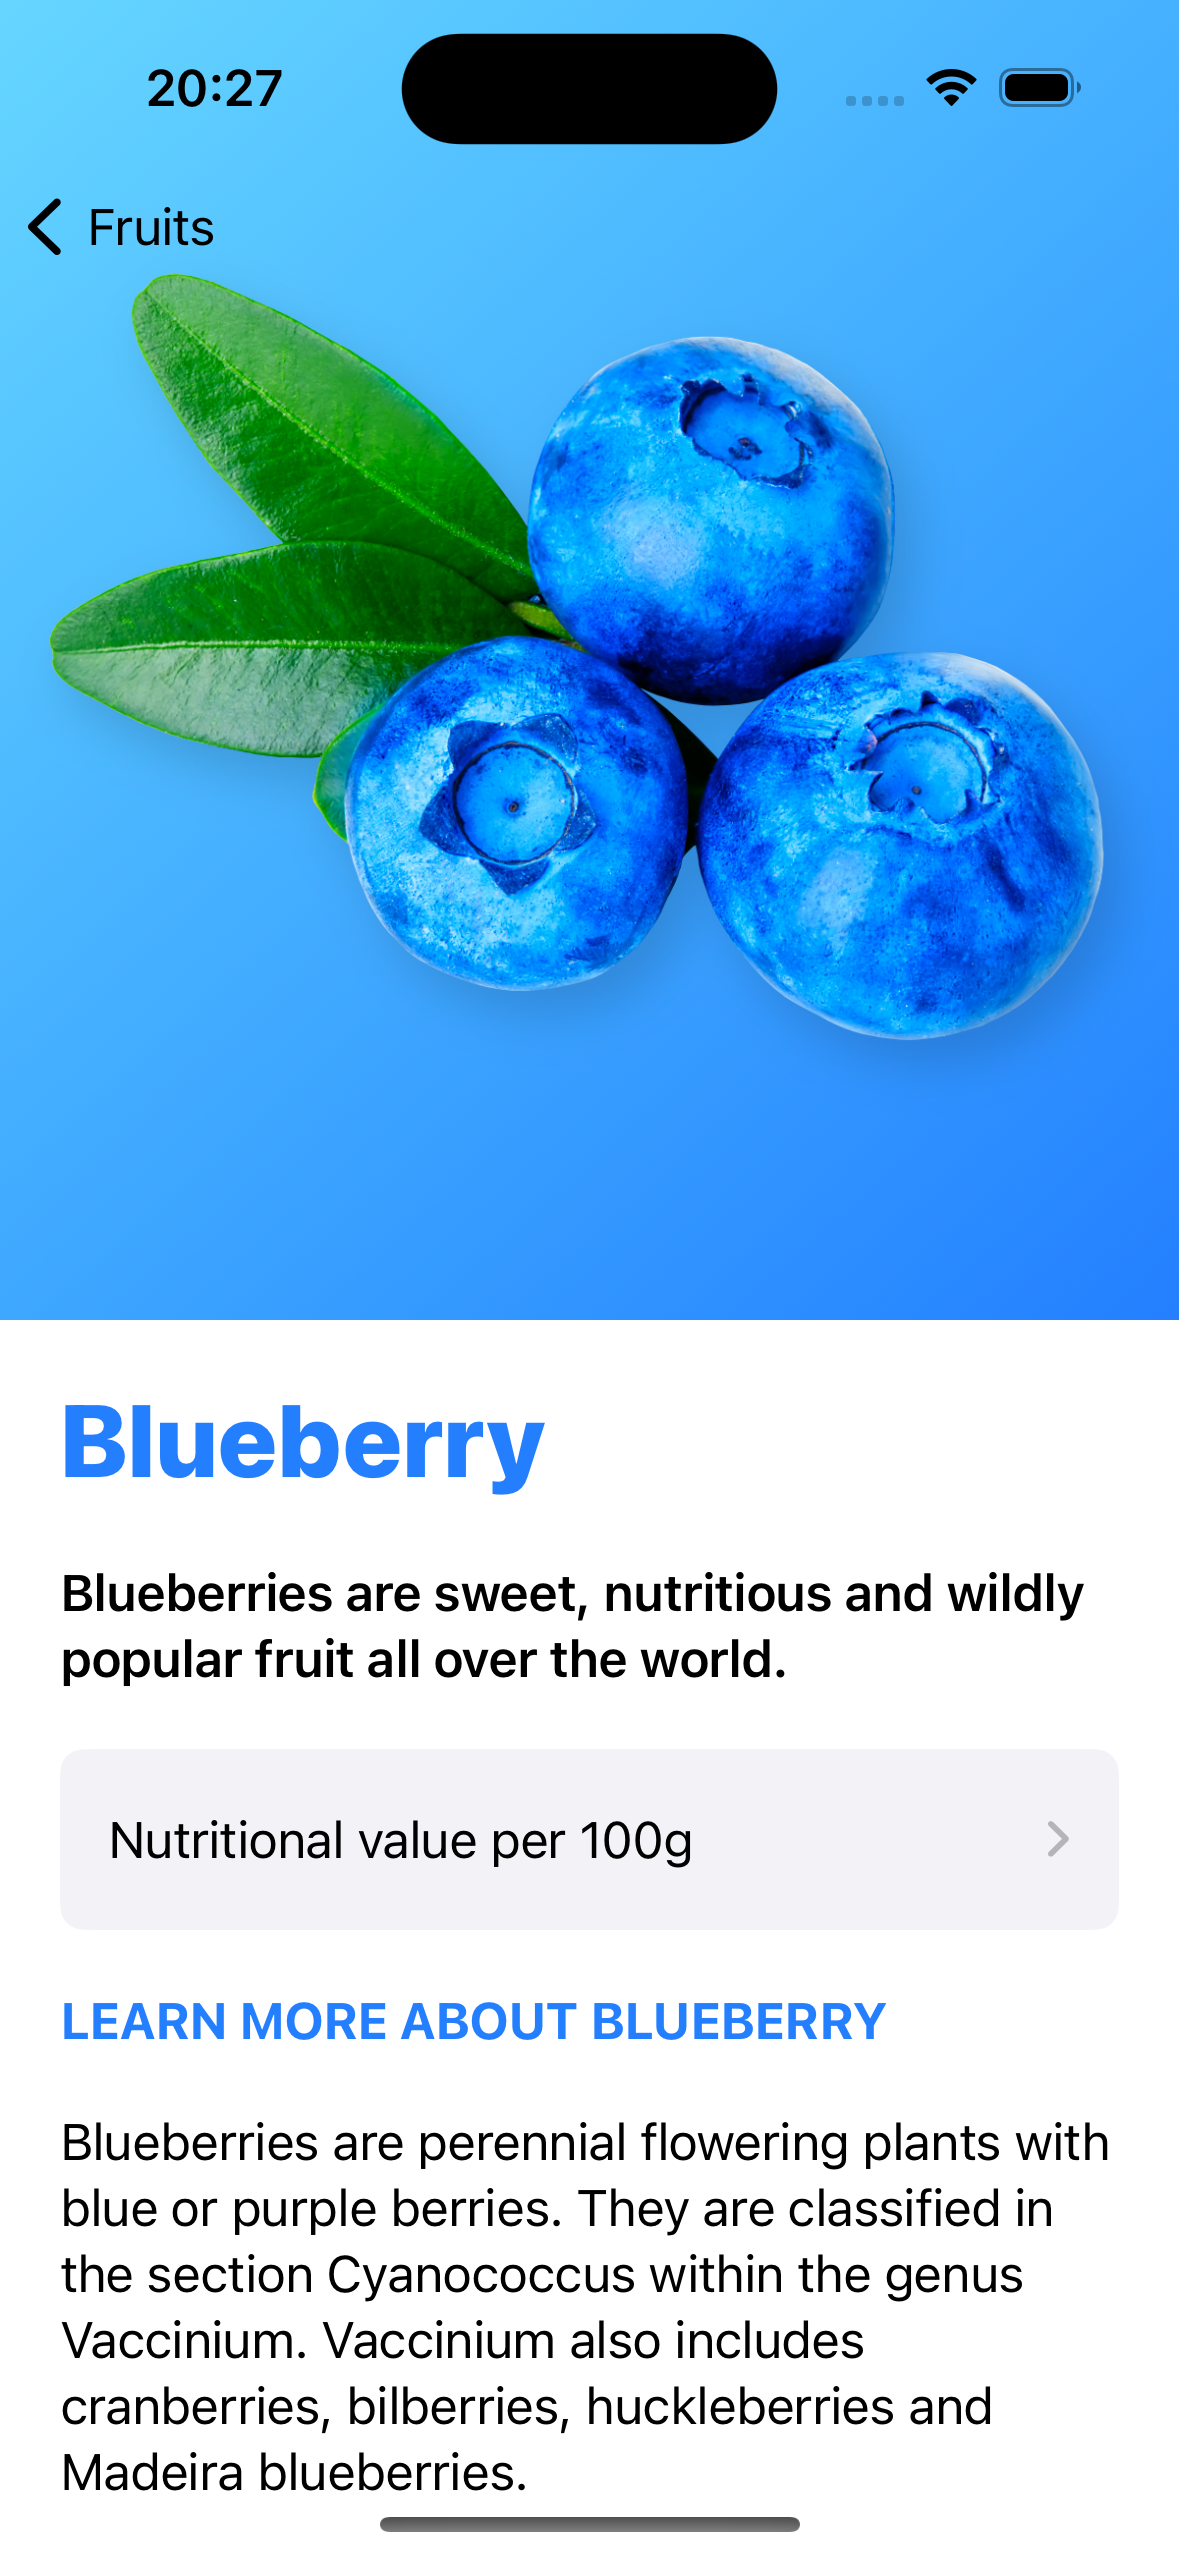 20:27
Fruits
Blueberry
Blueberries are sweet, nutritious and wildly
popular fruit all over the world.
Nutritional value per 100g
LEARN MORE ABOUT BLUEBERRY
Blueberries are perennial flowering plants with
blue or purple berries. They are classified in
the section Cyanococcus within the genus
Vaccinium. Vaccinium also includes
cranberries, bilberries, huckleberries and
Madeira blueberries.